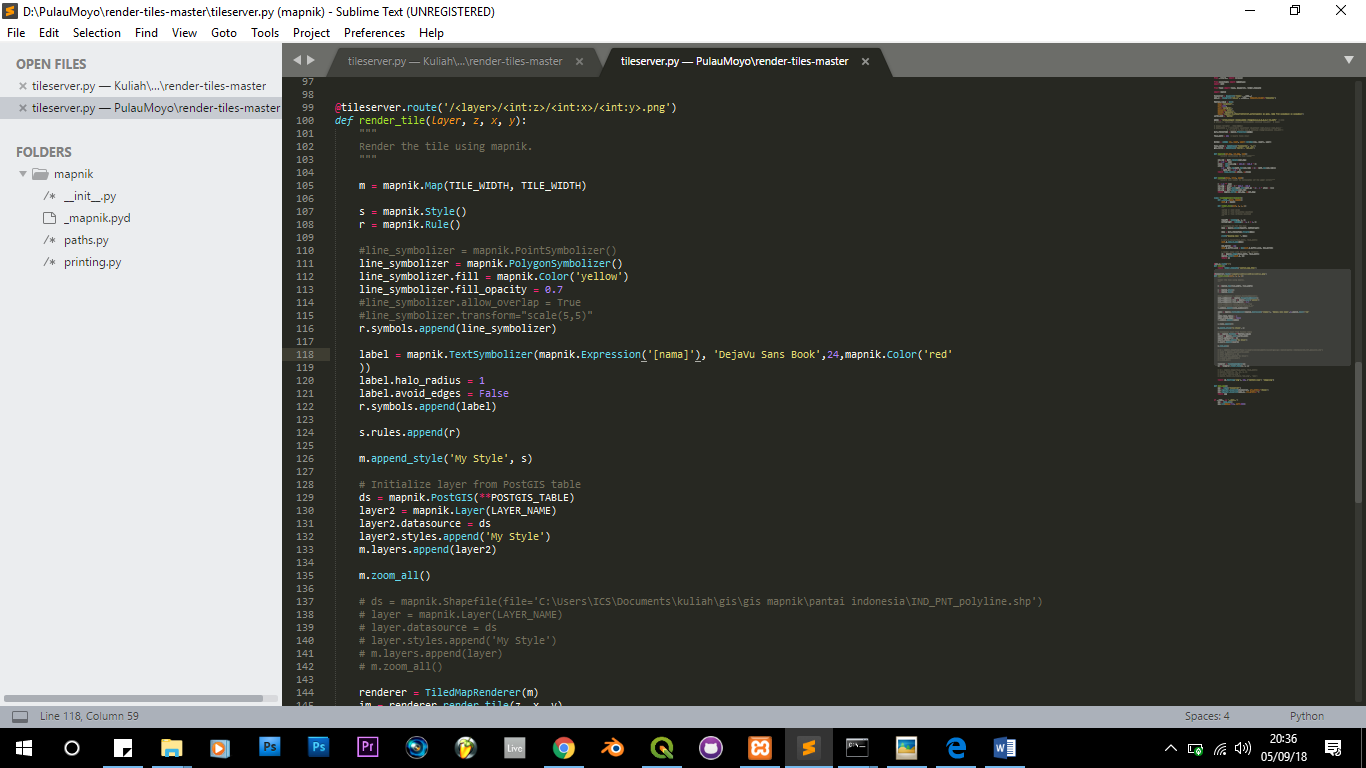 D:\PulauMoyo\render-tiles-master\tileserver.py (mapnik) - Sublime Text (UNREGISTERED)
File Edit Selection Find View Goto Tools Project Preferences Help
OPEN FILES
tileserver.py — Kuliah\...\render-tiles-master
tileserver.py — PulauMoyo\render-tiles-master
FOLDERS
mapnik
/* __init__.py
_mapnik.pyd
/* paths.py
/* printing.py
tileserver.py — Kuliah\...\render-tiles-master
tileserver.py — PulauMoyo\render-tiles-master
97
98
99 @tileserver.route('/<layer>/<int:z>/<int:x>/<int:y>.png')
100 def render_tile(layer, z, x, y):
101 """
102 Render the tile using mapnik.
103 """
104
105 m = mapnik.Map(TILE_WIDTH, TILE_WIDTH)
106
107 s = mapnik.Style()
108 r = mapnik.Rule()
109
110 #line_symbolizer = mapnik.PointSymbolizer()
111 line_symbolizer = mapnik.PolygonSymbolizer()
112 line_symbolizer.fill = mapnik.Color('yellow')
113 line_symbolizer.fill_opacity = 0.7
114 #line_symbolizer.allow_overlap = True
115 #line_symbolizer.transform="scale(5,5)"
116 r.symbols.append(line_symbolizer)
117
118 label = mapnik.TextSymbolizer(mapnik.Expression('[nama]'), 'DejaVu Sans Book',24,mapnik.Color('red'
119 ))
120 label.halo_radius = 1
121 label.avoid_edges = False
122 r.symbols.append(label)
123
124 s.rules.append(r)
125
126 m.append_style('My Style', s)
127
128 # Initialize layer from PostGIS table
129 ds = mapnik.PostGIS(**POSTGIS_TABLE)
130 layer2 = mapnik.Layer(LAYER_NAME)
131 layer2.datasource = ds
132 layer2.styles.append('My Style')
133 m.layers.append(layer2)
134
135 m.zoom_all()
136
137 # ds = mapnik.Shapefile(file='C:\Users\ICS\Documents\kuliah\gis\gis mapnik\pantai indonesia\IND_PNT_polyline.shp')
138 # layer = mapnik.Layer(LAYER_NAME)
139 # layer.datasource = ds
140 # layer.styles.append('My Style')
141 # m.layers.append(layer)
142 # m.zoom_all()
143
144 renderer = TiledMapRenderer(m)
145 im = renderer.render_tile(z, x, y)
Line 118, Column 59
Spaces: 4
Python
Ps
Ps
Pr
Live
20:36
05/09/18